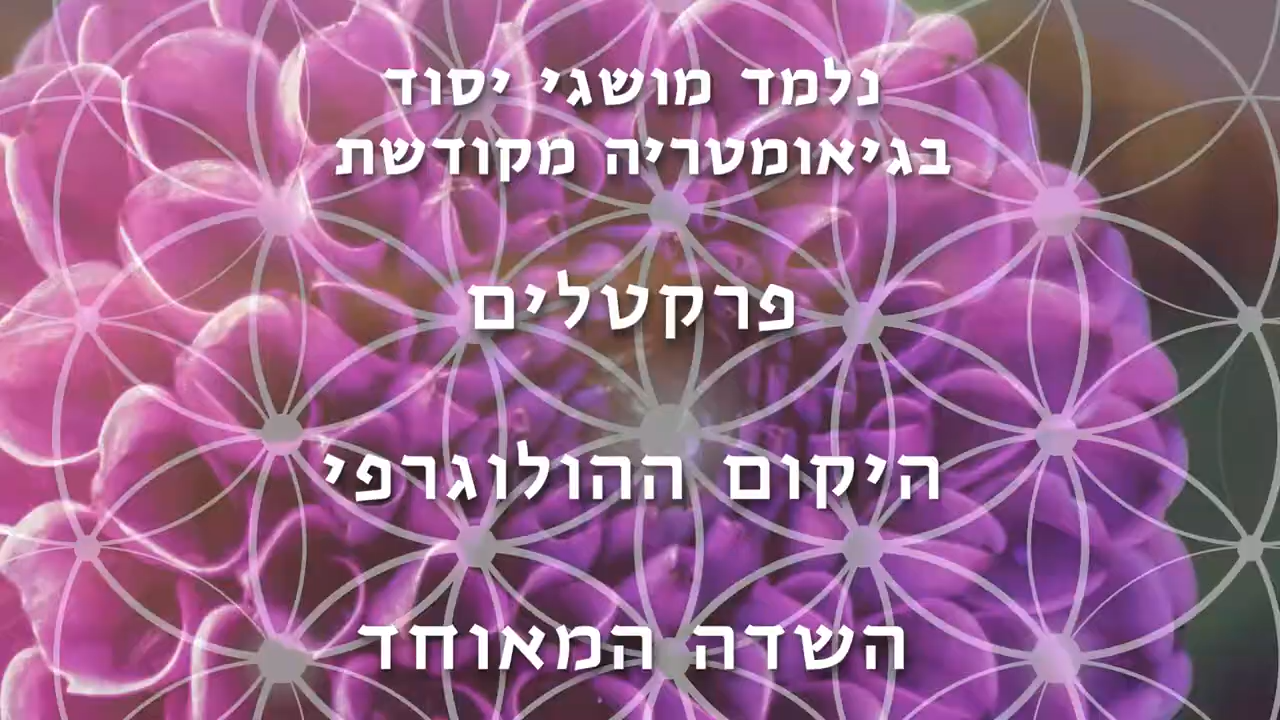 נלמד מושגי יסוד
בגיאומטריה מקודשת
פרקטלים
היקום ההולוגרפי
השדה המאוחד